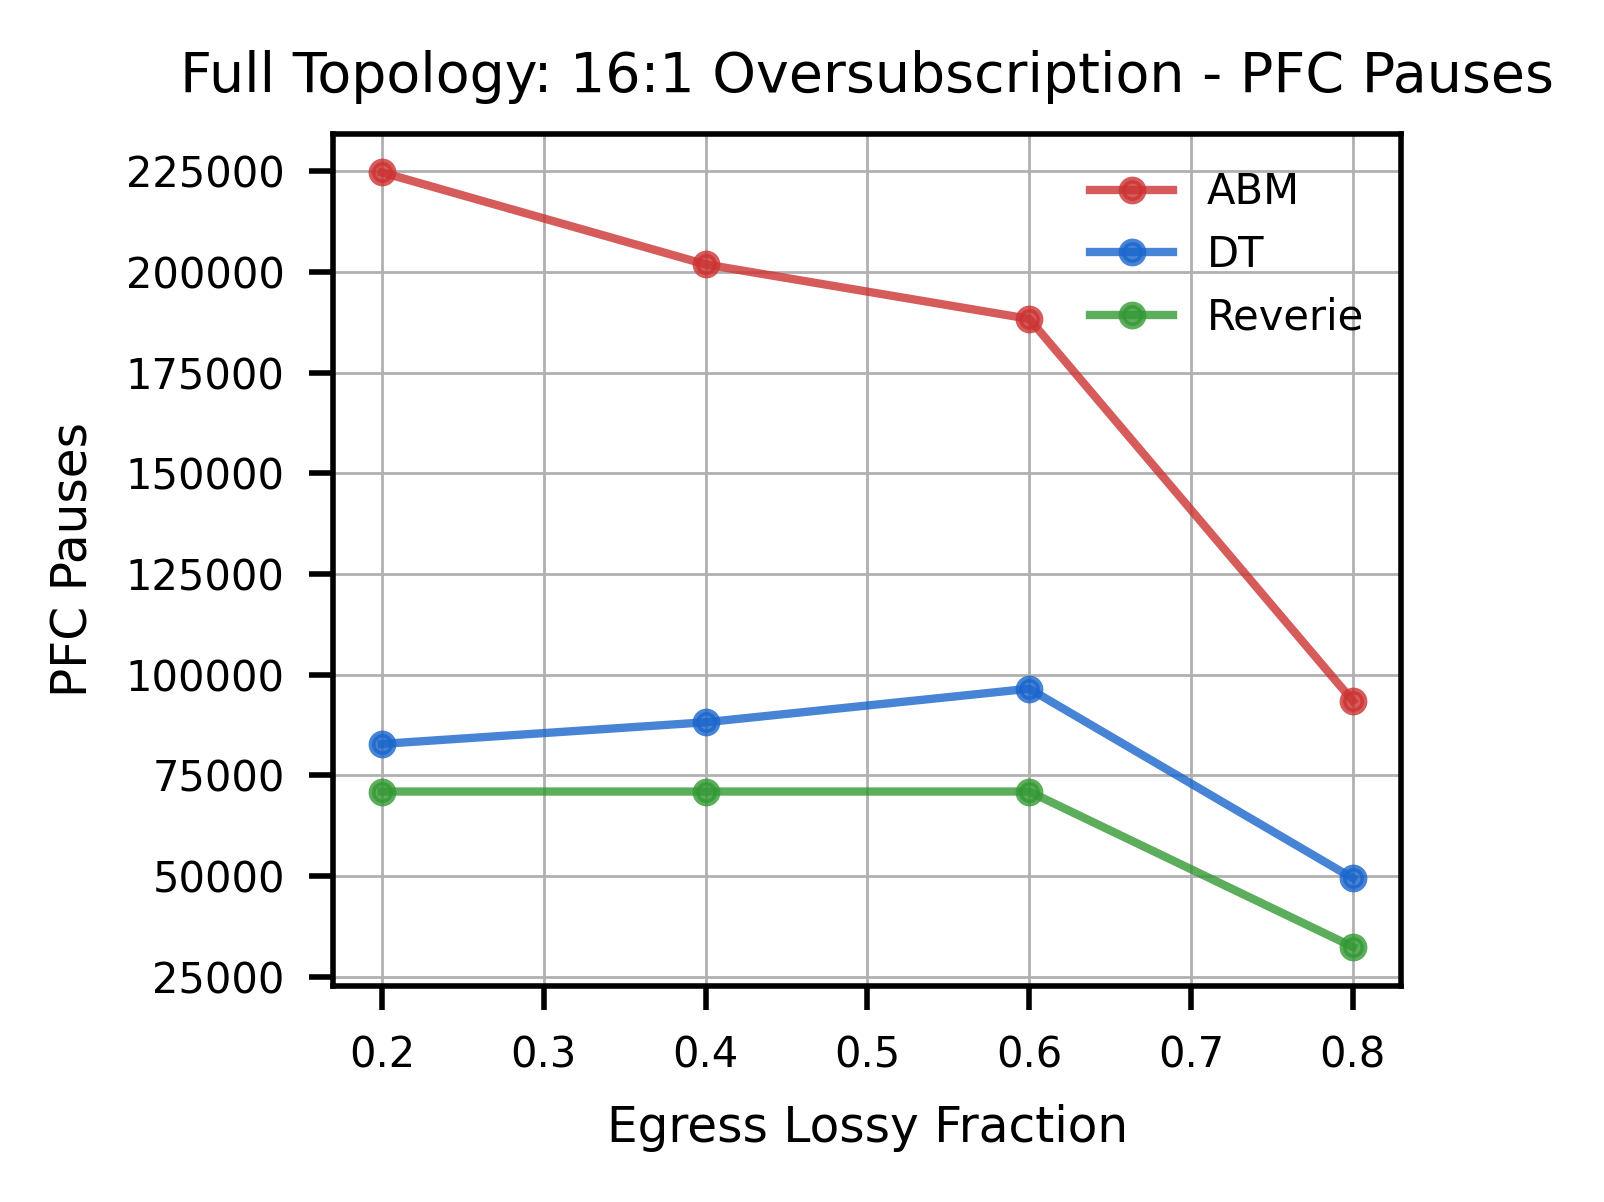 Full Topology: 16:1 Oversubscription - PFC Pauses
225000
200000
175000
150000
125000
100000
75000
50000
25000
PFC Pauses
ABM
DT
Reverie
0.2 0.3 0.4 0.5 0.6 0.7 0.8
Egress Lossy Fraction